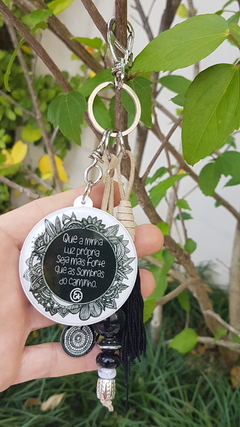 Que a minha
Luz própria
Seja mais forte
que as Sombras
do caminho.